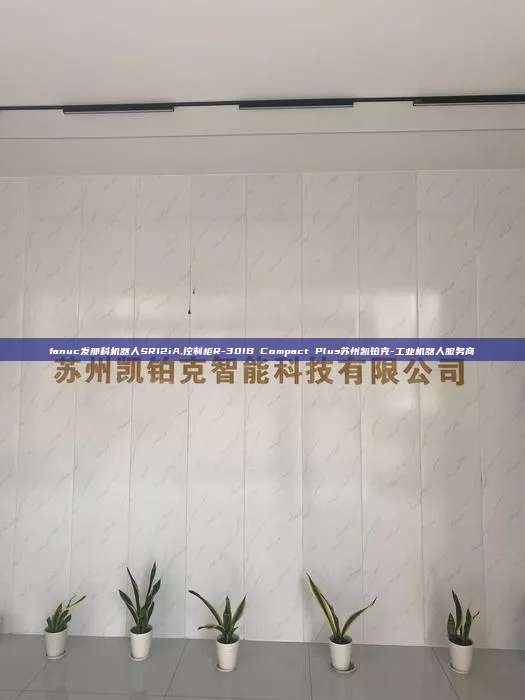 fanuc发那科机器人SR12iA,控制柜R-30iB Compact Plus苏州凯铂克-工业机器人服务商
苏州凯铂克智能科技有限公司